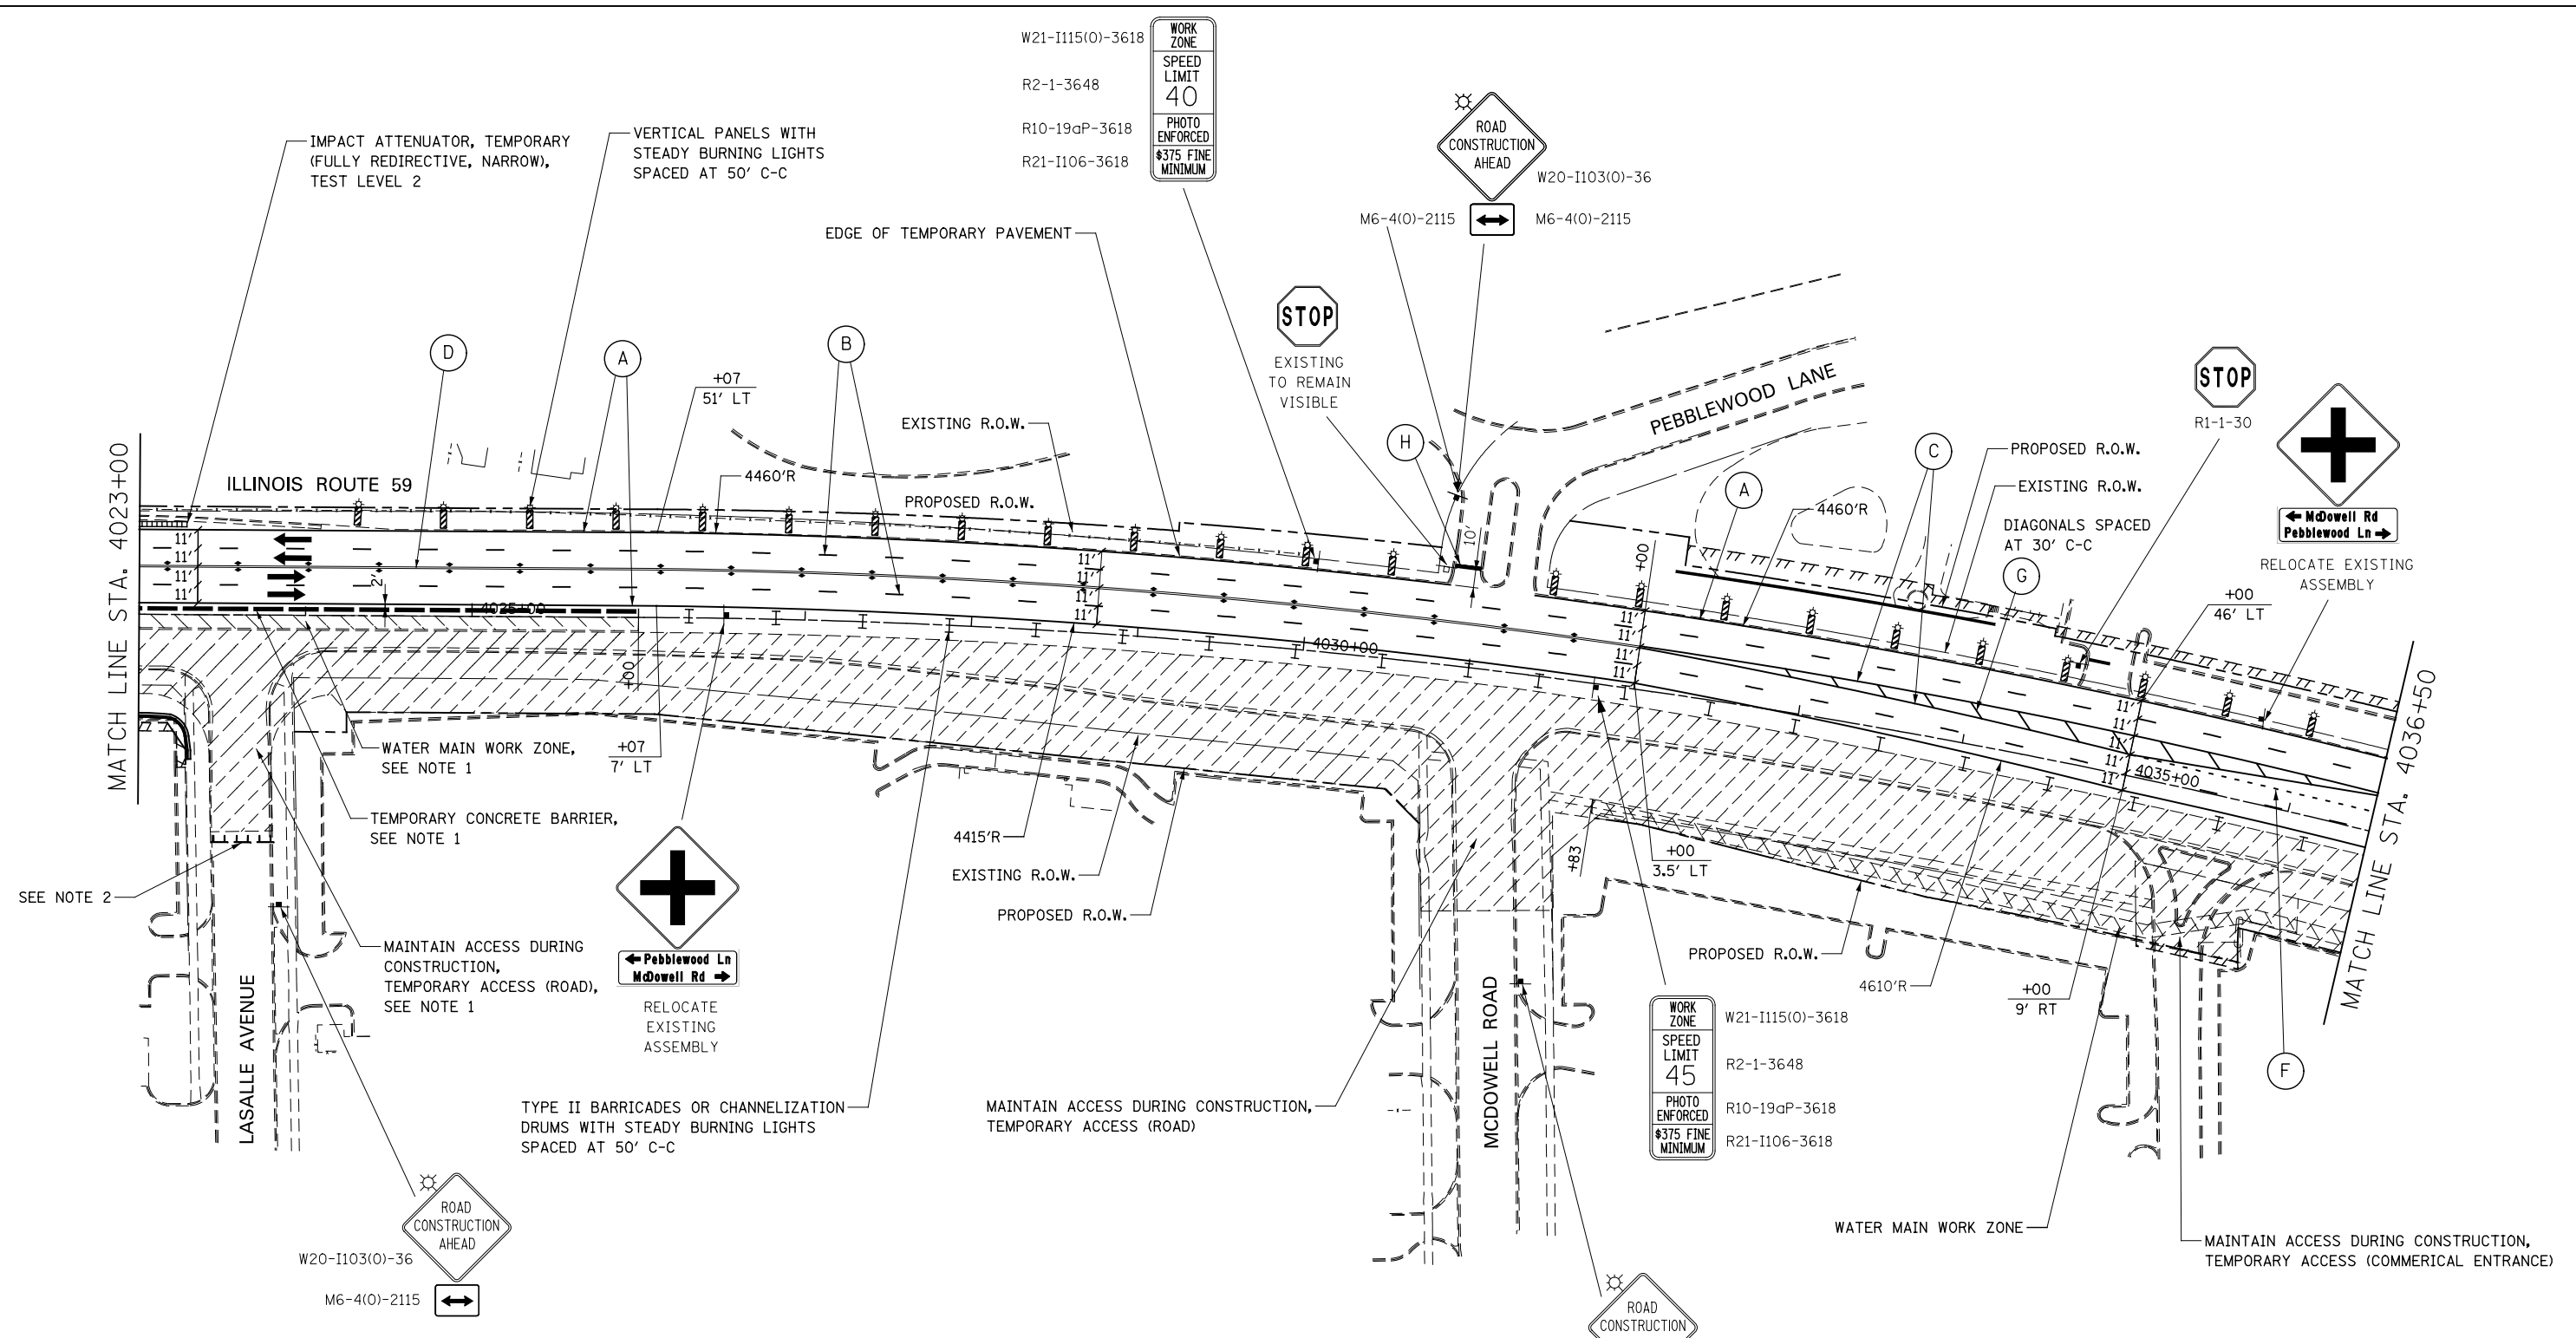 W21-I115(O)-3618
R2-1-3648
R10-19aP-3618
R21-I106-3618
WORK
ZONE
SPEED
LIMIT
40
PHOTO
ENFORCED
$375 FINE
MINIMUM
ROAD
CONSTRUCTION
AHEAD
W20-I103(O)-36
M6-4(O)-2115
M6-4(O)-2115
IMPACT ATTENUATOR, TEMPORARY
(FULLY REDIRECTIVE, NARROW),
TEST LEVEL 2
VERTICAL PANELS WITH
STEADY BURNING LIGHTS
SPACED AT 50' C-C
EDGE OF TEMPORARY PAVEMENT
STOP
EXISTING
TO REMAIN
VISIBLE
PEBBLEWOOD LANE
STOP
R1-1-30
McDowell Rd
Pebblewood Ln
RELOCATE EXISTING
ASSEMBLY
D
A
B
+07
51' LT
EXISTING R.O.W.
4460'R
PROPOSED R.O.W.
H
10'
A
C
4460'R
PROPOSED R.O.W.
EXISTING R.O.W.
DIAGONALS SPACED
AT 30' C-C
G
+00
46' LT
MATCH LINE STA. 4023+00
ILLINOIS ROUTE 59
11'
11'
11'
11'
2'
4025+00
+00
11'
11'
11'
11'
4030+00
+00
11'
11'
11'
11'
11'
11'
11'
11'
11'
4035+00
MATCH LINE STA. 4036+50
WATER MAIN WORK ZONE,
SEE NOTE 1
+07
7' LT
TEMPORARY CONCRETE BARRIER,
SEE NOTE 1
SEE NOTE 2
MAINTAIN ACCESS DURING
CONSTRUCTION,
TEMPORARY ACCESS (ROAD),
SEE NOTE 1
LASALLE AVENUE
Pebblewood Ln
McDowell Rd
RELOCATE
EXISTING
ASSEMBLY
4415'R
EXISTING R.O.W.
PROPOSED R.O.W.
TYPE II BARRICADES OR CHANNELIZATION
DRUMS WITH STEADY BURNING LIGHTS
SPACED AT 50' C-C
MAINTAIN ACCESS DURING CONSTRUCTION,
TEMPORARY ACCESS (ROAD)
MCDOWELL ROAD
+83
+00
3.5' LT
PROPOSED R.O.W.
4610'R
+00
9' RT
F
WORK
ZONE
SPEED
LIMIT
45
PHOTO
ENFORCED
$375 FINE
MINIMUM
W21-I115(O)-3618
R2-1-3648
R10-19aP-3618
R21-I106-3618
WATER MAIN WORK ZONE
MAINTAIN ACCESS DURING CONSTRUCTION,
TEMPORARY ACCESS (COMMERICAL ENTRANCE)
ROAD
CONSTRUCTION
AHEAD
W20-I103(O)-36
M6-4(O)-2115
ROAD
CONSTRUCTION